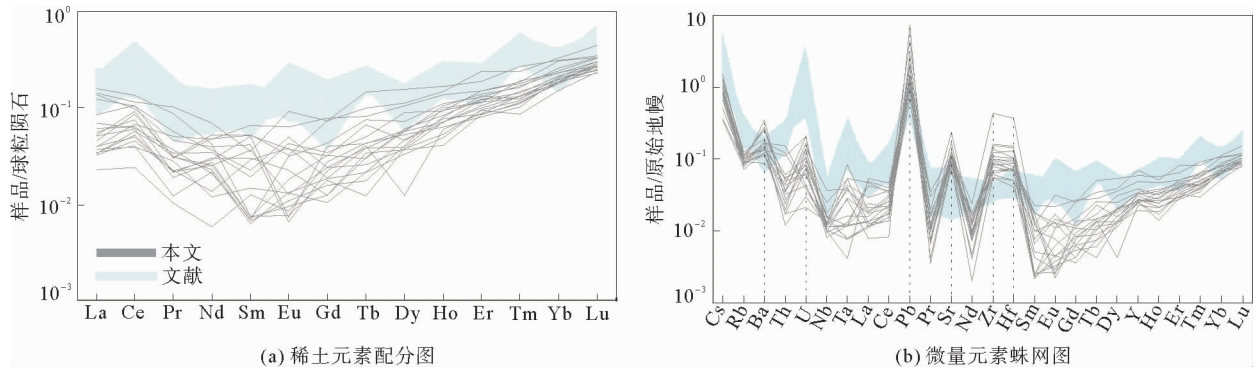 10⁰
10⁻¹
10⁻²
10⁻³
样品/球粒陨石
本文
文献
La Ce Pr Nd Sm Eu Gd Tb Dy Ho Er Tm Yb Lu
(a) 稀土元素配分图
10
10⁰
10⁻¹
10⁻²
10⁻³
样品/原始地幔
Cs Rb Ba Th U Nb Ta La Ce Pb Pr Sr Nd Zr Hf Sm Eu Gd Tb Dy Y Ho Er Tm Yb Lu
(b) 微量元素蛛网图